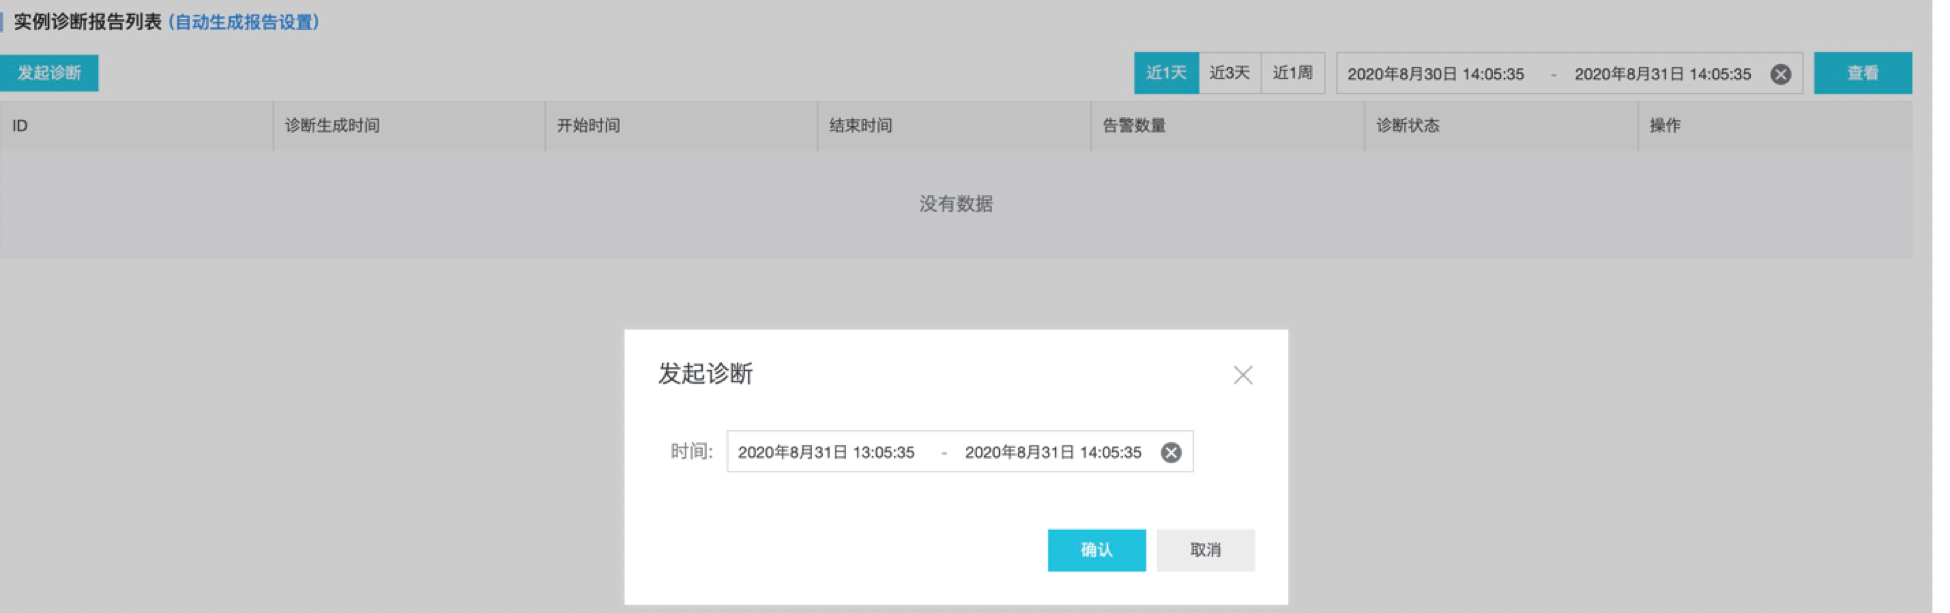 实例诊断报告列表 (自动生成报告设置)
发起诊断 近1天 近3天 近1周 2020年8月30日 14:05:35 - 2020年8月31日 14:05:35 查看
ID 诊断生成时间 开始时间 结束时间 告警数量 诊断状态 操作
没有数据
发起诊断
时间: 2020年8月31日 13:05:35 - 2020年8月31日 14:05:35
确认 取消